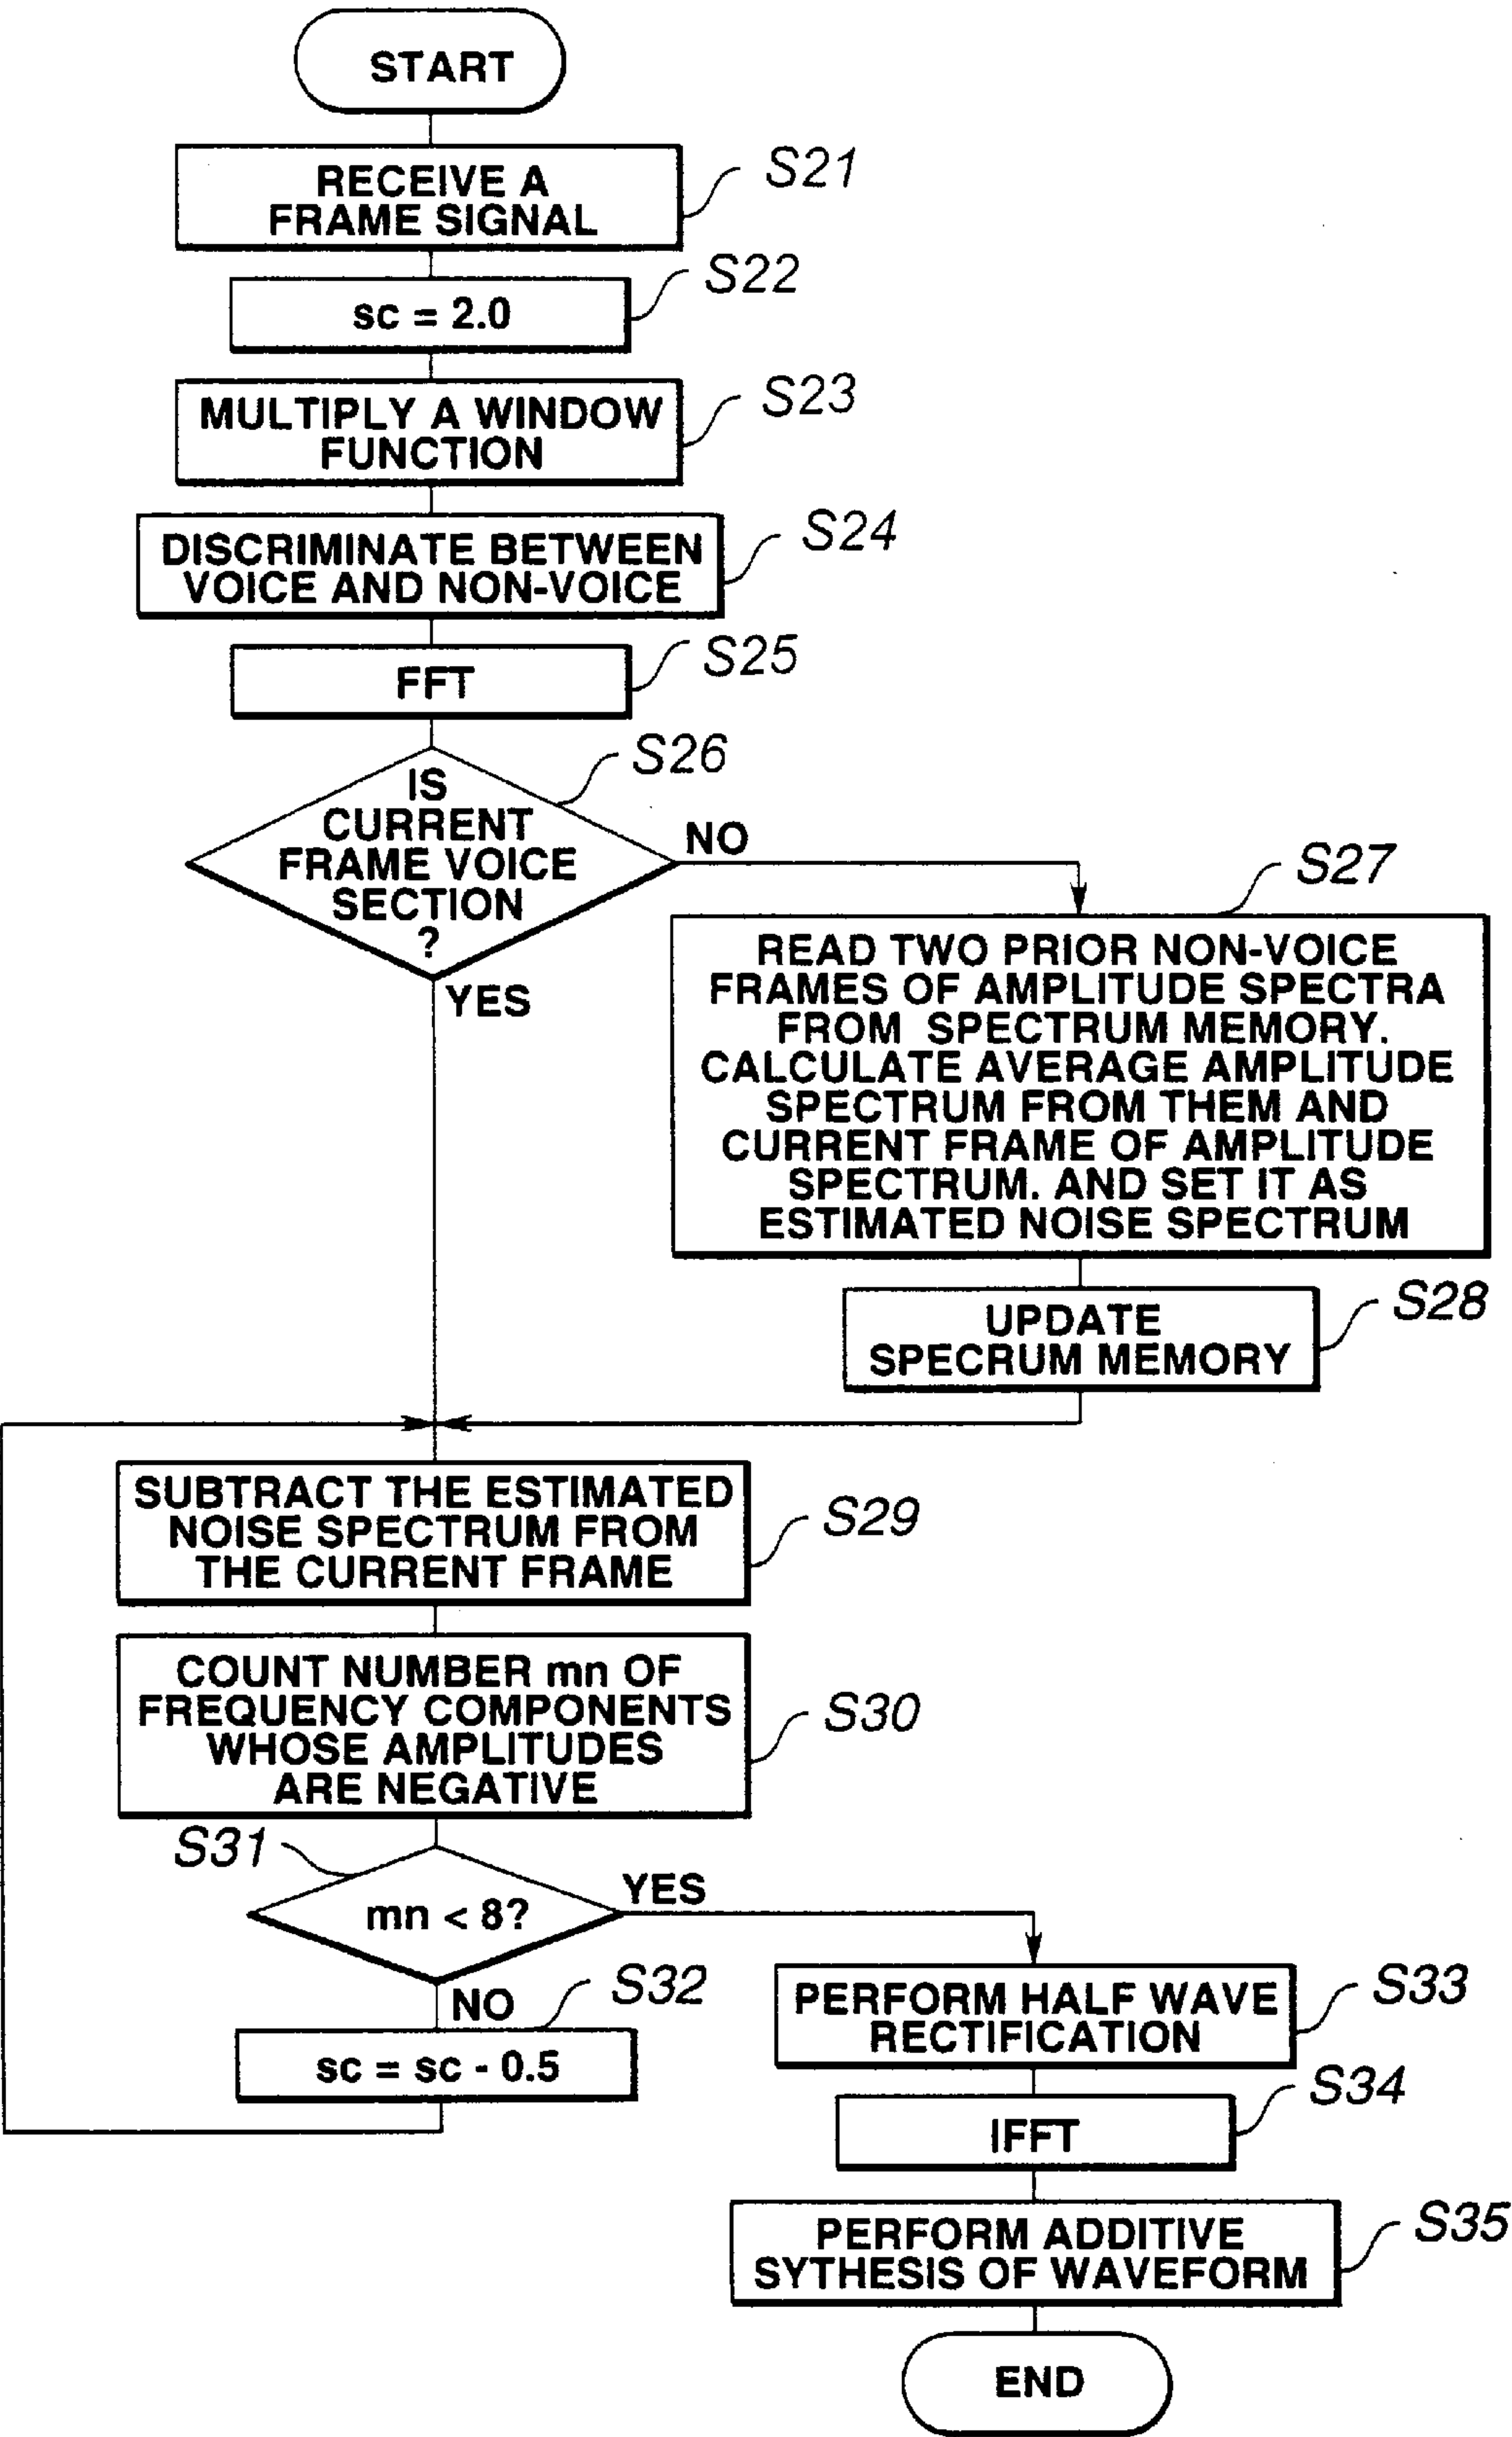 START
RECEIVE A
FRAME SIGNAL
S21
sc = 2.0
S22
MULTIPLY A WINDOW
FUNCTION
S23
DISCRIMINATE BETWEEN
VOICE AND NON-VOICE
S24
FFT
S25
IS
CURRENT
FRAME VOICE
SECTION
?
S26
NO
YES
S27
READ TWO PRIOR NON-VOICE
FRAMES OF AMPLITUDE SPECTRA
FROM SPECTRUM MEMORY.
CALCULATE AVERAGE AMPLITUDE
SPECTRUM FROM THEM AND
CURRENT FRAME OF AMPLITUDE
SPECTRUM. AND SET IT AS
ESTIMATED NOISE SPECTRUM
UPDATE
SPECRUM MEMORY
S28
SUBTRACT THE ESTIMATED
NOISE SPECTRUM FROM
THE CURRENT FRAME
S29
COUNT NUMBER mn OF
FREQUENCY COMPONENTS
WHOSE AMPLITUDES
ARE NEGATIVE
S30
S31
mn < 8?
YES
NO
S32
sc = sc - 0.5
PERFORM HALF WAVE
RECTIFICATION
S33
IFFT
S34
PERFORM ADDITIVE
SYTHESIS OF WAVEFORM
S35
END